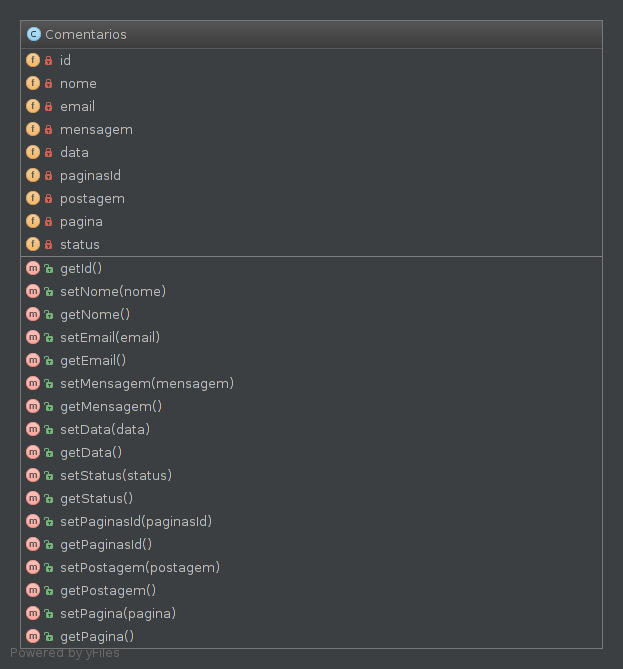 C Comentarios
f id
f nome
f email
f mensagem
f data
f paginasId
f postagem
f pagina
f status
m getId()
m setNome(nome)
m getNome()
m setEmail(email)
m getEmail()
m setMensagem(mensagem)
m getMensagem()
m setData(data)
m getData()
m setStatus(status)
m getStatus()
m setPaginasId(paginasId)
m getPaginasId()
m setPostagem(postagem)
m getPostagem()
m setPagina(pagina)
m getPagina()
Powered by yFiles